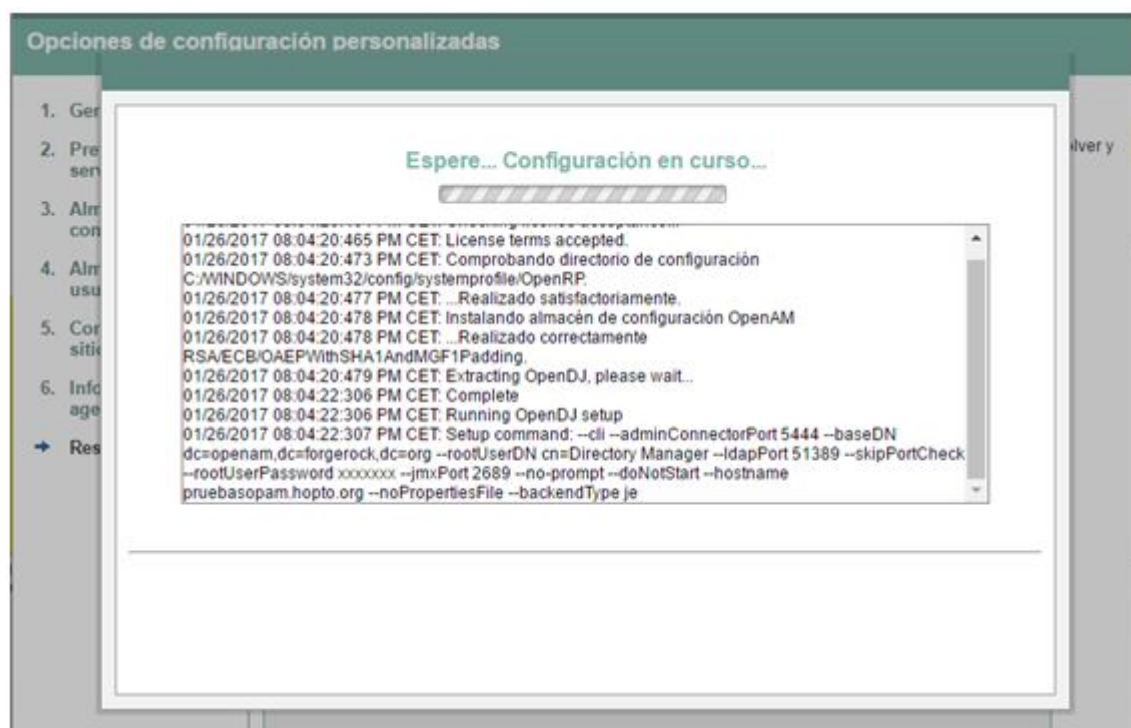 Opciones de configuración personalizadas
1. Ger
2. Pre
serv
3. Alm
con
4. Alm
usu
5. Cor
sitio
6. Info
age
Res
lver y
Espere... Configuración en curso...
01/26/2017 08:04:20:465 PM CET: License terms accepted.
01/26/2017 08:04:20:473 PM CET: Comprobando directorio de configuración
C:/WINDOWS/system32/config/systemprofile/OpenRP.
01/26/2017 08:04:20:477 PM CET: ...Realizado satisfactoriamente.
01/26/2017 08:04:20:478 PM CET: Instalando almacén de configuración OpenAM
01/26/2017 08:04:20:478 PM CET: ...Realizado correctamente
RSA/ECB/OAEPWithSHA1AndMGF1Padding.
01/26/2017 08:04:20:479 PM CET: Extracting OpenDJ, please wait...
01/26/2017 08:04:22:306 PM CET: Complete
01/26/2017 08:04:22:306 PM CET: Running OpenDJ setup
01/26/2017 08:04:22:307 PM CET: Setup command: --cli --adminConnectorPort 5444 --baseDN
dc=openam,dc=forgerock,dc=org --rootUserDN cn=Directory Manager --ldapPort 51389 --skipPortCheck
--rootUserPassword xxxxxxx --jmxPort 2689 --no-prompt --doNotStart --hostname
pruebasopam.hopto.org --noPropertiesFile --backendType je